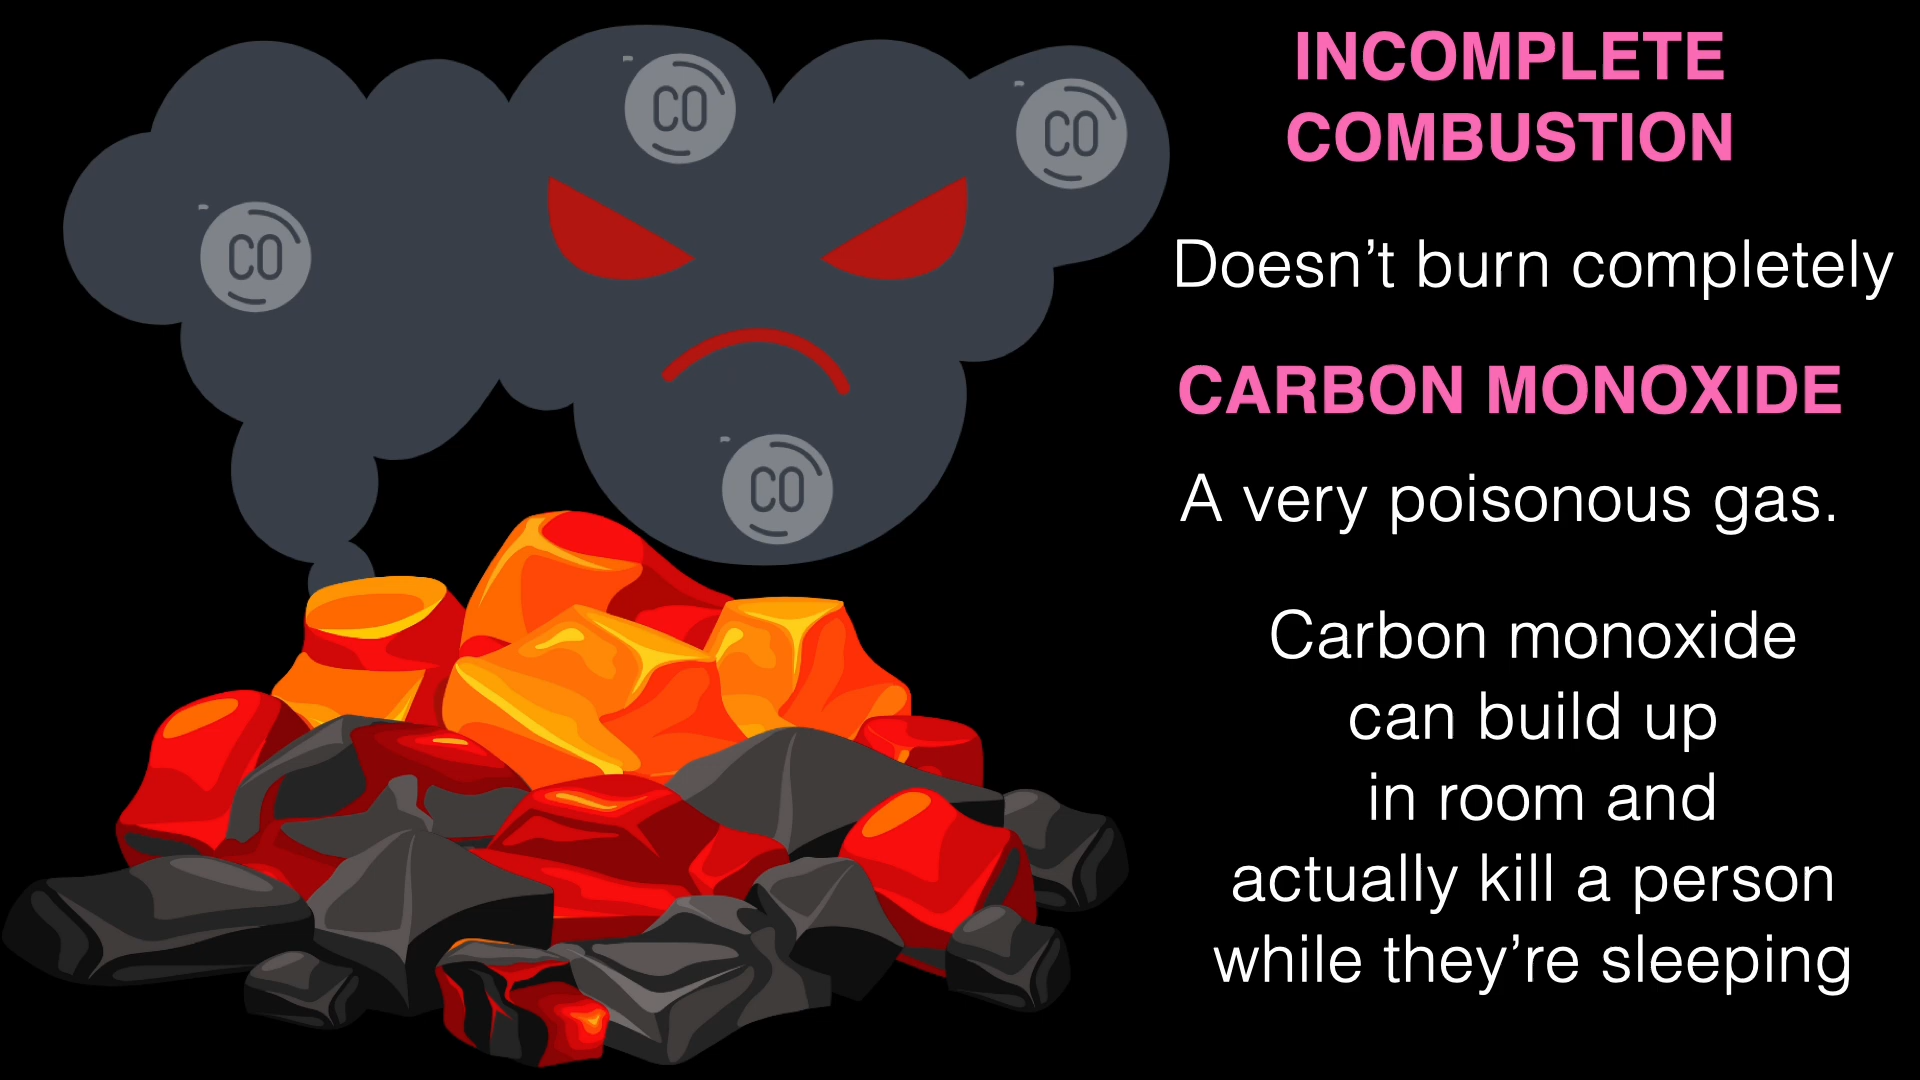 INCOMPLETE
COMBUSTION
Doesn’t burn completely
CARBON MONOXIDE
A very poisonous gas.
Carbon monoxide
can build up
in room and
actually kill a person
while they’re sleeping
CO
CO
CO
CO